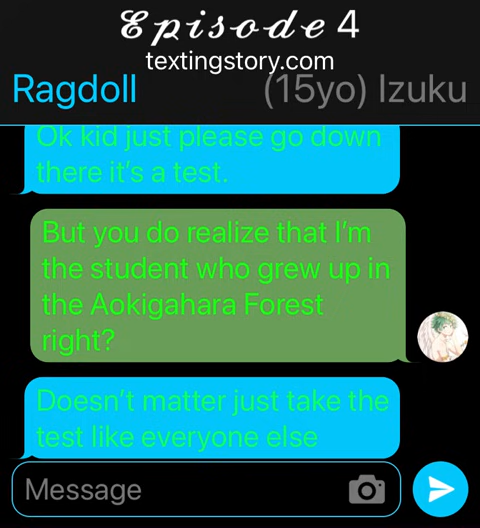 Episode 4
textingstory.com
Ragdoll (15yo) Izuku
Ok kid just please go down
there it's a test.
But you do realize that I'm
the student who grew up in
the Aokigahara Forest
right?
Doesn't matter just take the
test like everyone else
Message